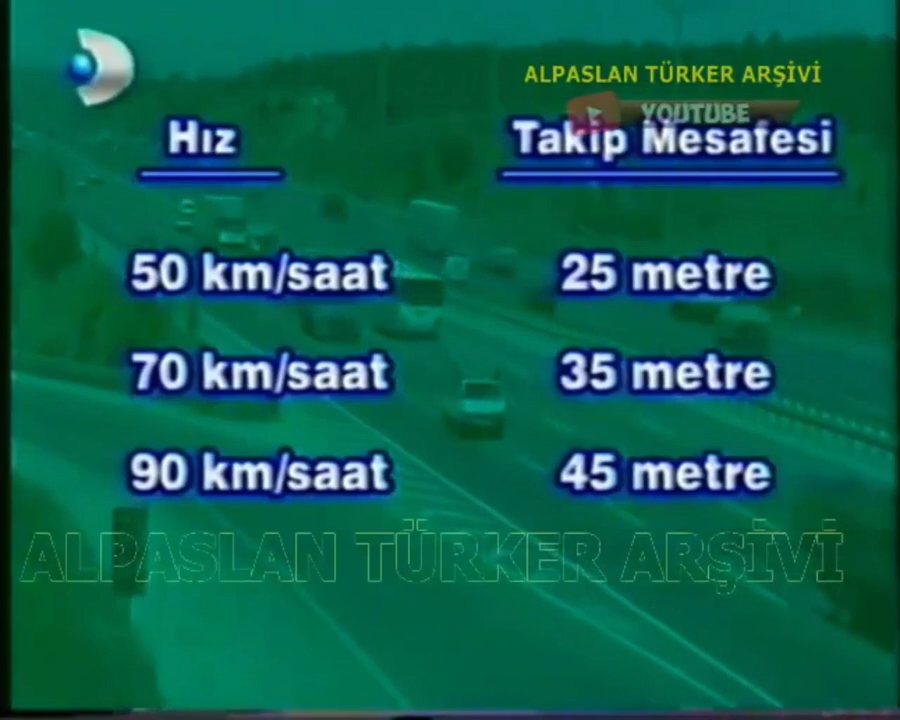 ALPASLAN TÜRKER ARŞİVİ
YOUTUBE
Hız Takip Mesafesi
50 km/saat 25 metre
70 km/saat 35 metre
90 km/saat 45 metre
ALPASLAN TÜRKER ARŞİVİ